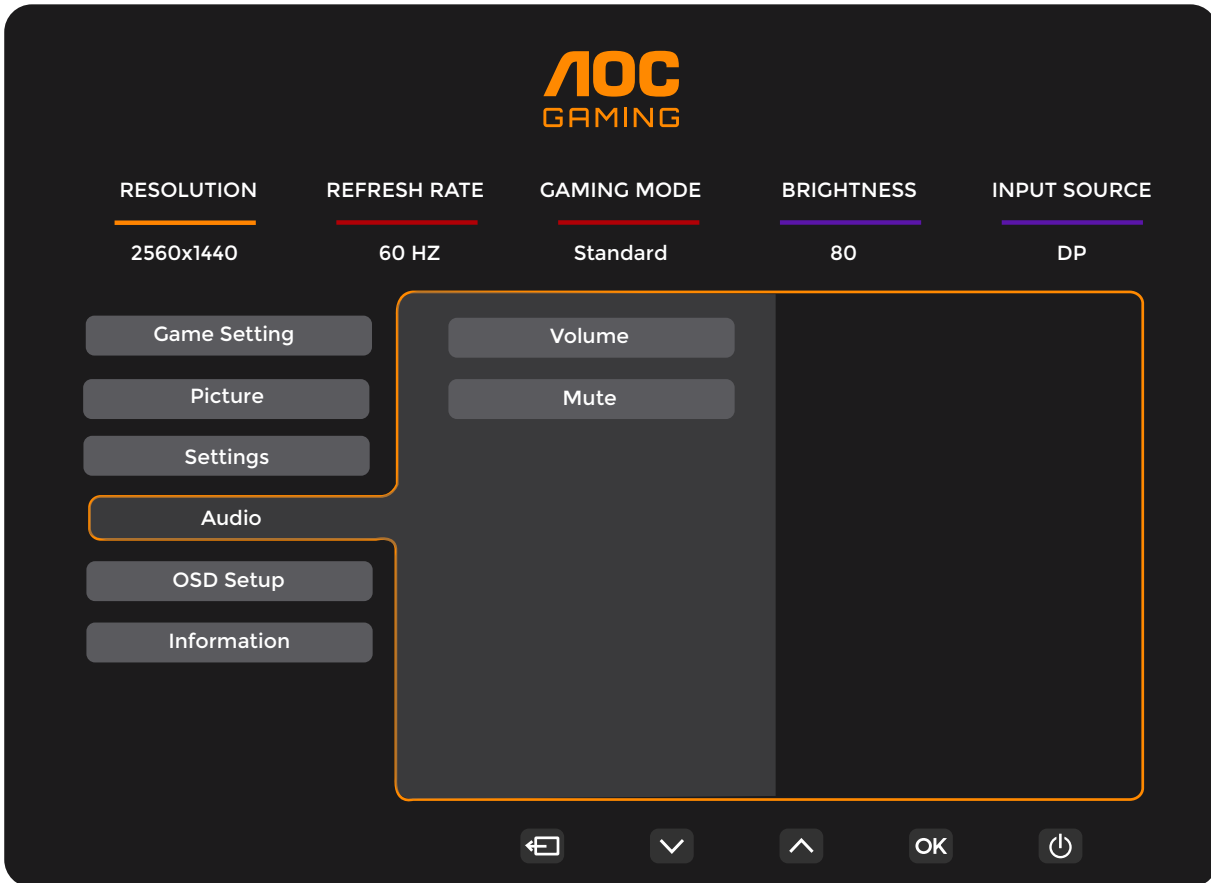 AOC
GAMING
RESOLUTION REFRESH RATE GAMING MODE BRIGHTNESS INPUT SOURCE
2560x1440 60 HZ Standard 80 DP
Game Setting Volume
Picture Mute
Settings
Audio
OSD Setup
Information
OK